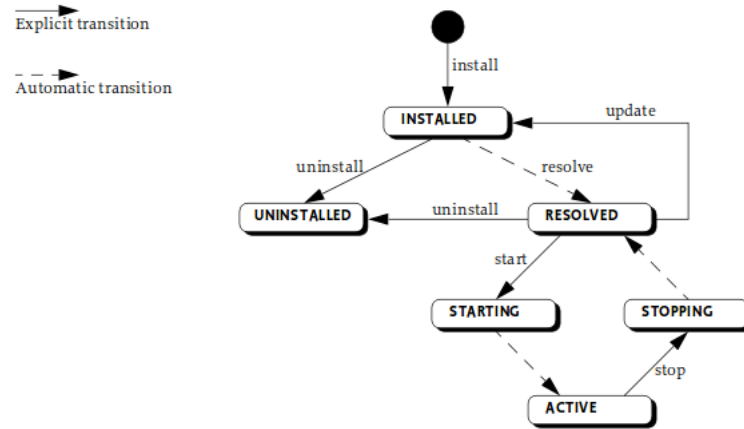 Explicit transition
install
Automatic transition
INSTALLED
update
uninstall
resolve
UNINSTALLED
uninstall
RESOLVED
start
STARTING
STOPPING
stop
ACTIVE